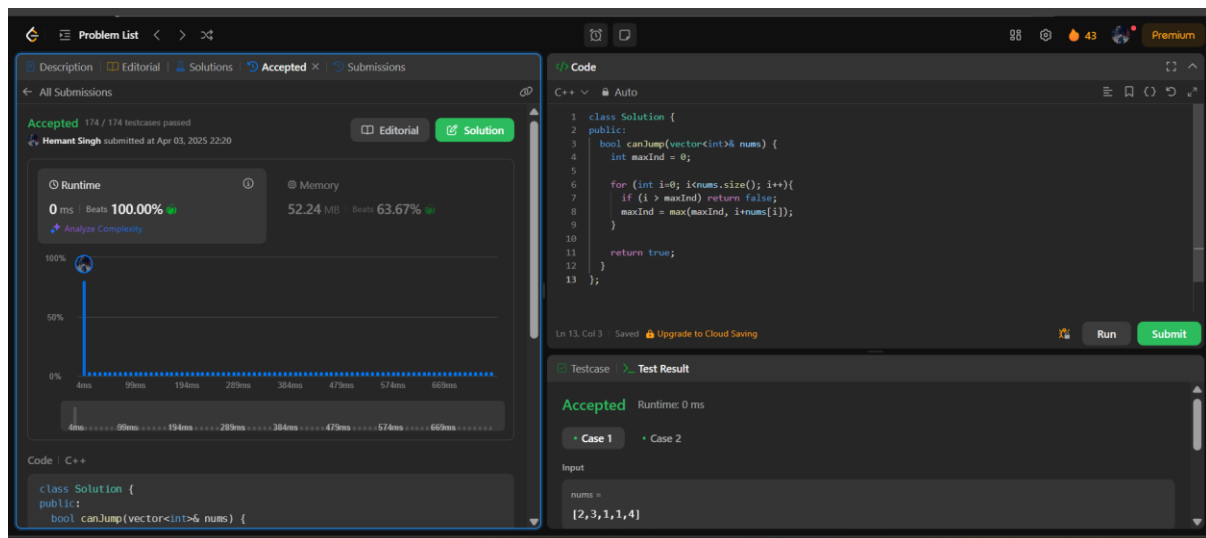 Problem List
43
Premium
Description
Editorial
Solutions
Accepted
Submissions
All Submissions
Accepted 174 / 174 testcases passed
Hemant Singh submitted at Apr 03, 2025 22:20
Editorial
Solution
Runtime
0 ms Beats 100.00%
Analyze Complexity
Memory
52.24 MB Beats 63.67%
100%
50%
0%
4ms 99ms 194ms 289ms 384ms 479ms 574ms 669ms
4ms 99ms 194ms 289ms 384ms 479ms 574ms 669ms
Code C++
class Solution {
public:
bool canJump(vector<int>& nums) {
</> Code
C++ Auto
1 class Solution {
2 public:
3 bool canJump(vector<int>& nums) {
4 int maxInd = 0;
5
6 for (int i=0; i<nums.size(); i++){
7 if (i > maxInd) return false;
8 maxInd = max(maxInd, i+nums[i]);
9 }
10
11 return true;
12 }
13 };
Ln 13, Col 3 Saved Upgrade to Cloud Saving
Run
Submit
Testcase
Test Result
Accepted Runtime: 0 ms
Case 1
Case 2
Input
nums =
[2,3,1,1,4]